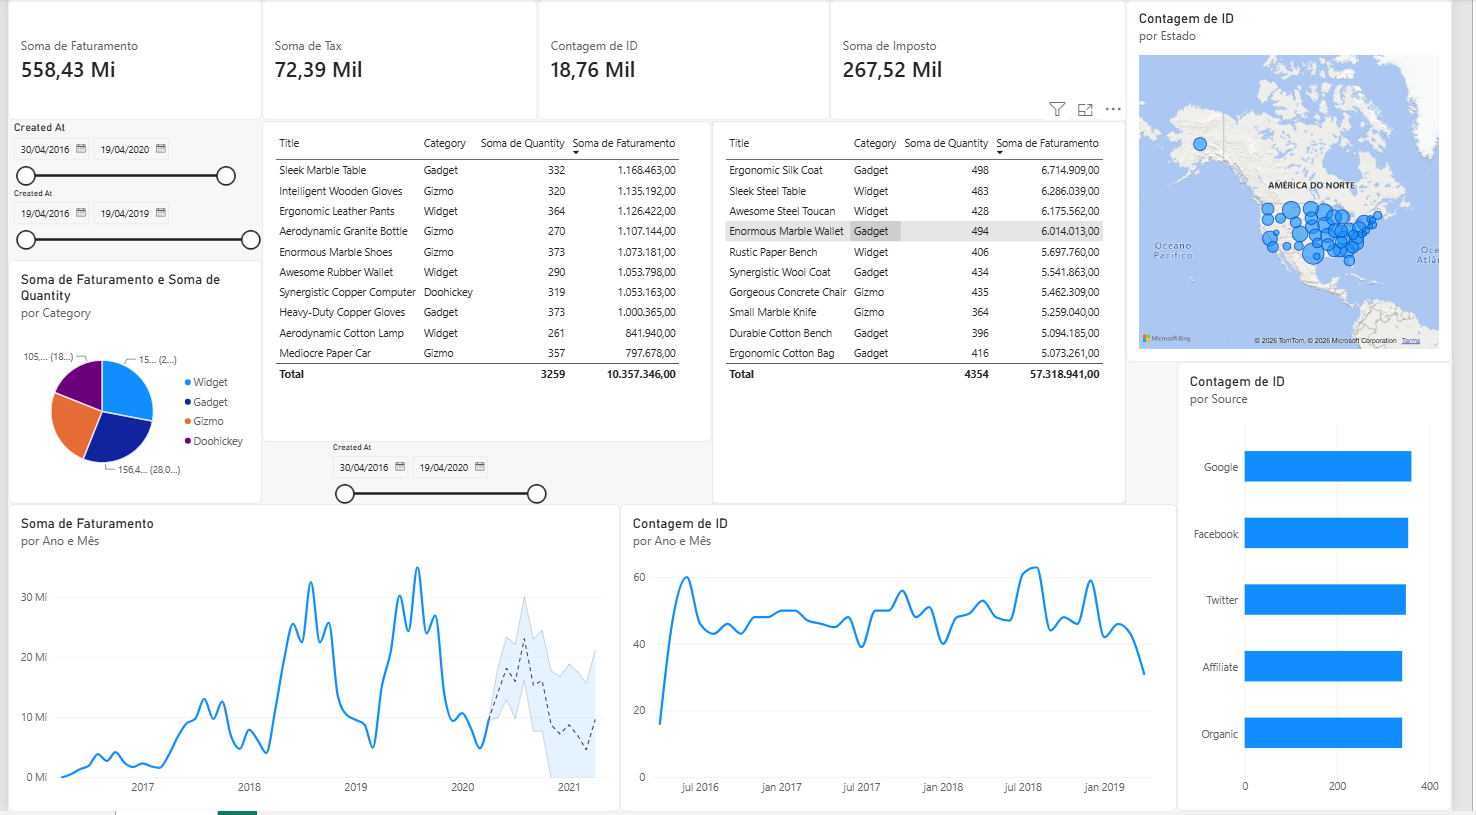 Soma de Faturamento
558,43 Mi
Soma de Tax
72,39 Mil
Contagem de ID
18,76 Mil
Soma de Imposto
267,52 Mil
Contagem de ID
por Estado
AMÉRICA DO NORTE
Oceano
Pacífico
Microsoft Bing
© 2026 TomTom, © 2026 Microsoft Corporation Terms
Created At
30/04/2016 19/04/2020
Created At
19/04/2016 19/04/2019
Soma de Faturamento e Soma de
Quantity
por Category
105,... (18...)
15... (2...)
156,4... (28,0...)
Widget
Gadget
Gizmo
Doohickey
Title Category Soma de Quantity Soma de Faturamento
Sleek Marble Table Gadget 332 1.168.463,00
Intelligent Wooden Gloves Gizmo 320 1.135.192,00
Ergonomic Leather Pants Widget 364 1.126.422,00
Aerodynamic Granite Bottle Gizmo 270 1.107.144,00
Enormous Marble Shoes Gizmo 373 1.073.181,00
Awesome Rubber Wallet Widget 290 1.053.798,00
Synergistic Copper Computer Doohickey 319 1.053.163,00
Heavy-Duty Copper Gloves Gadget 373 1.000.365,00
Aerodynamic Cotton Lamp Widget 261 841.940,00
Mediocre Paper Car Gizmo 357 797.678,00
Total 3259 10.357.346,00
Title Category Soma de Quantity Soma de Faturamento
Ergonomic Silk Coat Gadget 498 6.714.909,00
Sleek Steel Table Widget 483 6.286.039,00
Awesome Steel Toucan Widget 428 6.175.562,00
Enormous Marble Wallet Gadget 494 6.014.013,00
Rustic Paper Bench Widget 406 5.697.760,00
Synergistic Wool Coat Gadget 434 5.541.863,00
Gorgeous Concrete Chair Gizmo 435 5.462.309,00
Small Marble Knife Gizmo 364 5.259.040,00
Durable Cotton Bench Gadget 396 5.094.185,00
Ergonomic Cotton Bag Gadget 416 5.073.261,00
Total 4354 57.318.941,00
Created At
30/04/2016 19/04/2020
Soma de Faturamento
por Ano e Mês
30 Mi
20 Mi
10 Mi
0 Mi
2017 2018 2019 2020 2021
Contagem de ID
por Ano e Mês
60
40
20
0
jul 2016 jan 2017 jul 2017 jan 2018 jul 2018 jan 2019
Contagem de ID
por Source
Google
Facebook
Twitter
Affiliate
Organic
0 200 400